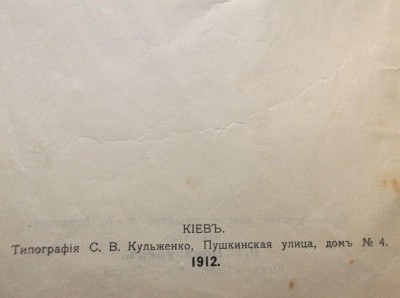 КІЕВЪ.
Типографія С. В. Кульженко, Пушкинская улица, домъ № 4.
1912.